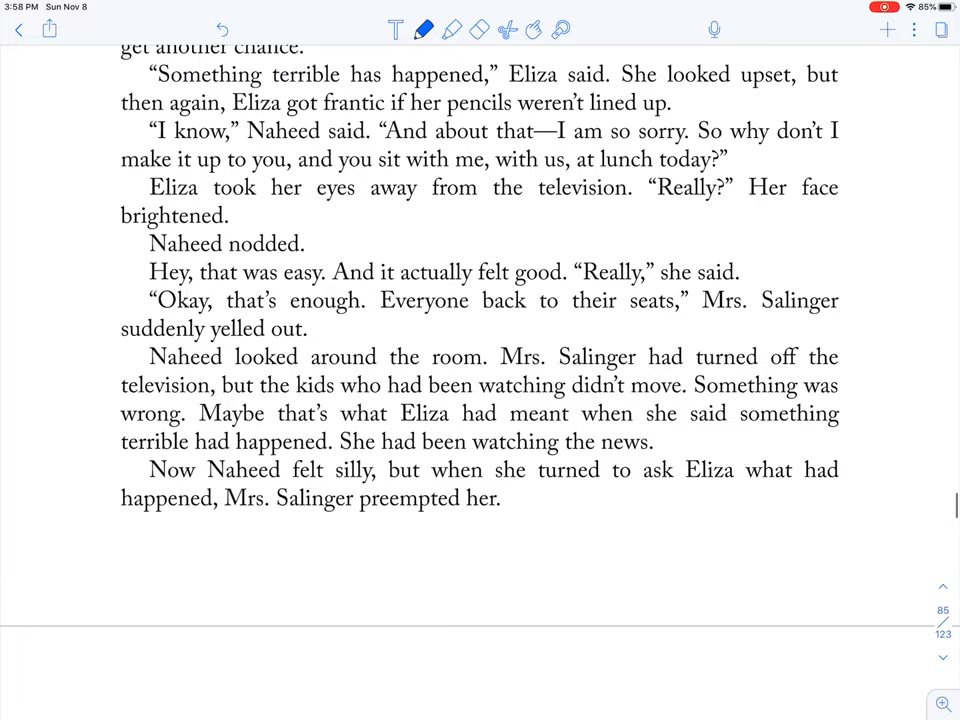 3:58 PM Sun Nov 8
85%
get another chance.
“Something terrible has happened,” Eliza said. She looked upset, but
then again, Eliza got frantic if her pencils weren’t lined up.
“I know,” Naheed said. “And about that—I am so sorry. So why don’t I
make it up to you, and you sit with me, with us, at lunch today?”
Eliza took her eyes away from the television. “Really?” Her face
brightened.
Naheed nodded.
Hey, that was easy. And it actually felt good. “Really,” she said.
“Okay, that’s enough. Everyone back to their seats,” Mrs. Salinger
suddenly yelled out.
Naheed looked around the room. Mrs. Salinger had turned off the
television, but the kids who had been watching didn’t move. Something was
wrong. Maybe that’s what Eliza had meant when she said something
terrible had happened. She had been watching the news.
Now Naheed felt silly, but when she turned to ask Eliza what had
happened, Mrs. Salinger preempted her.
85
123